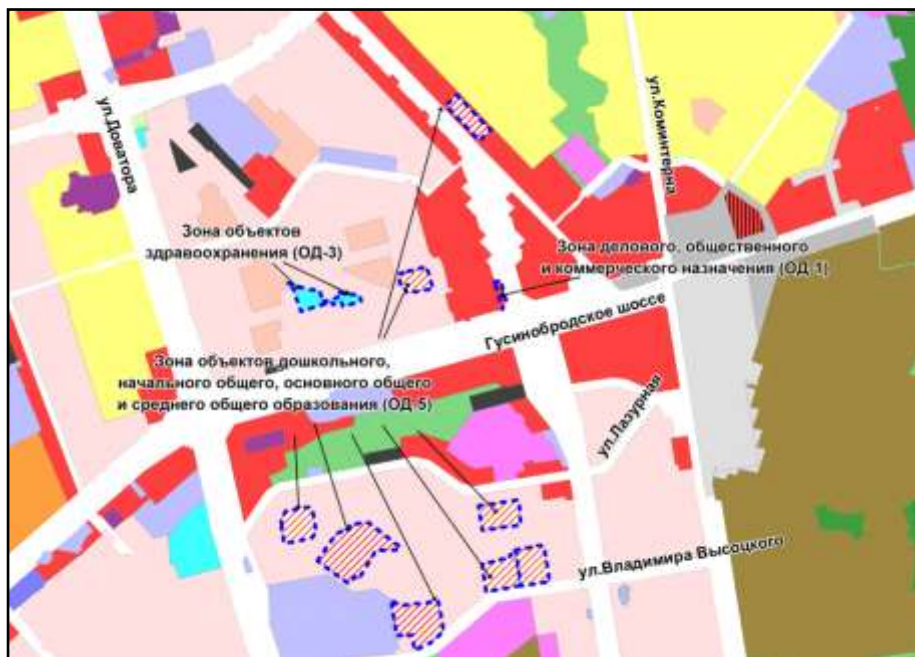 ул.Доватора
ул.Коминтерна
Зона объектов
здравоохранения (ОД-3)
Зона делового, общественного
и коммерческого назначения (ОД-1)
Гусинобродское шоссе
Зона объектов дошкольного,
начального общего, основного общего
и среднего общего образования (ОД-5)
ул.Лазурная
ул.Владимира Высоцкого